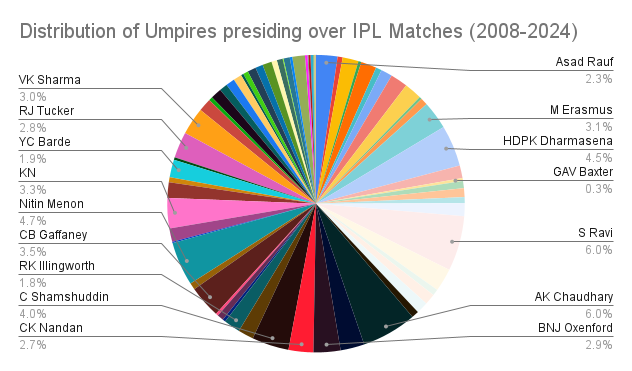 Distribution of Umpires presiding over IPL Matches (2008-2024)
Asad Rauf
2.3%
M Erasmus
3.1%
HDPK Dharmasena
4.5%
GAV Baxter
0.3%
S Ravi
6.0%
AK Chaudhary
6.0%
BNJ Oxenford
2.9%
VK Sharma
3.0%
RJ Tucker
2.8%
YC Barde
1.9%
KN
3.3%
Nitin Menon
4.7%
CB Gaffaney
3.5%
RK Illingworth
1.8%
C Shamshuddin
4.0%
CK Nandan
2.7%